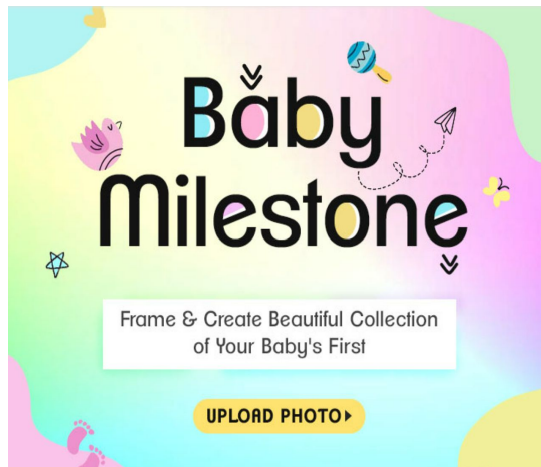 Baby
Milestone
Frame & Create Beautiful Collection
of Your Baby's First
UPLOAD PHOTO